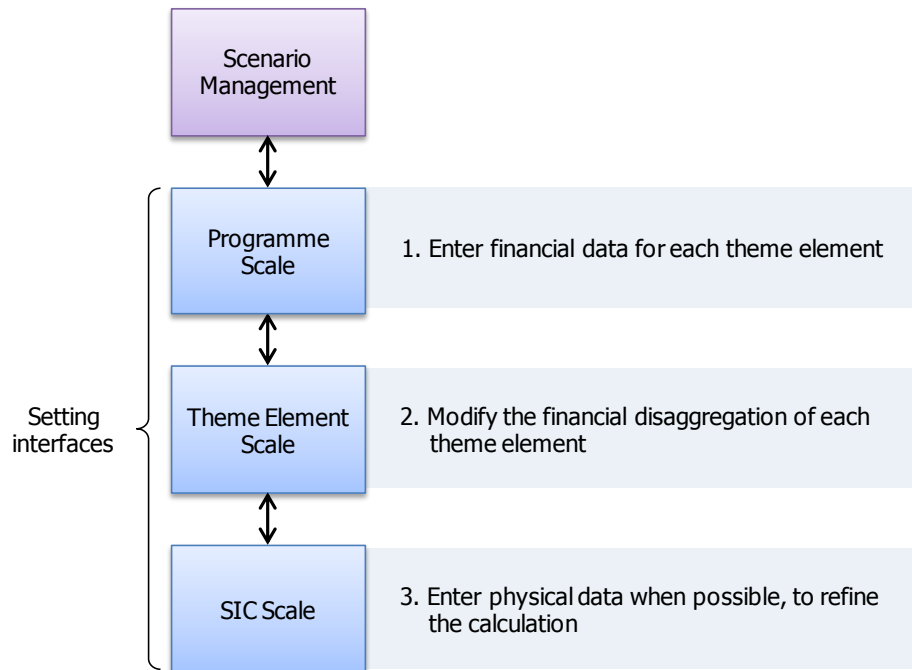 Scenario
Management
Programme
Scale
1. Enter financial data for each theme element
Setting
interfaces
Theme Element
Scale
2. Modify the financial disaggregation of each
theme element
SIC Scale
3. Enter physical data when possible, to refine
the calculation